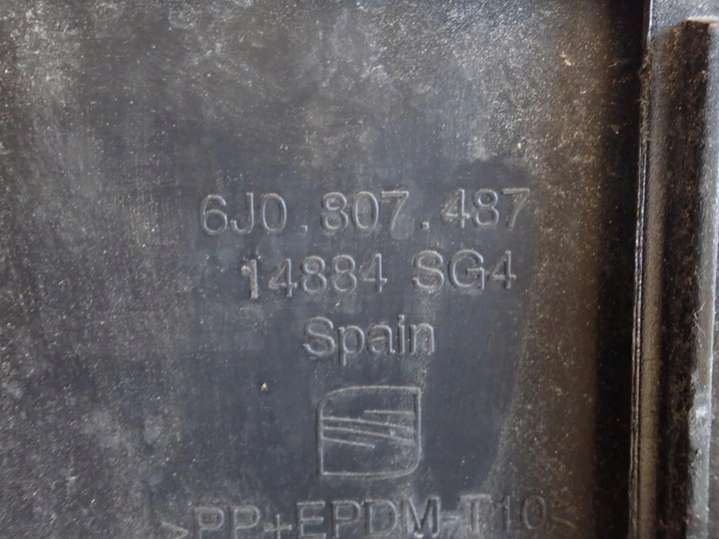 6J0.807.487
14884 SG4
Spain
>PP+EPDM-T10<